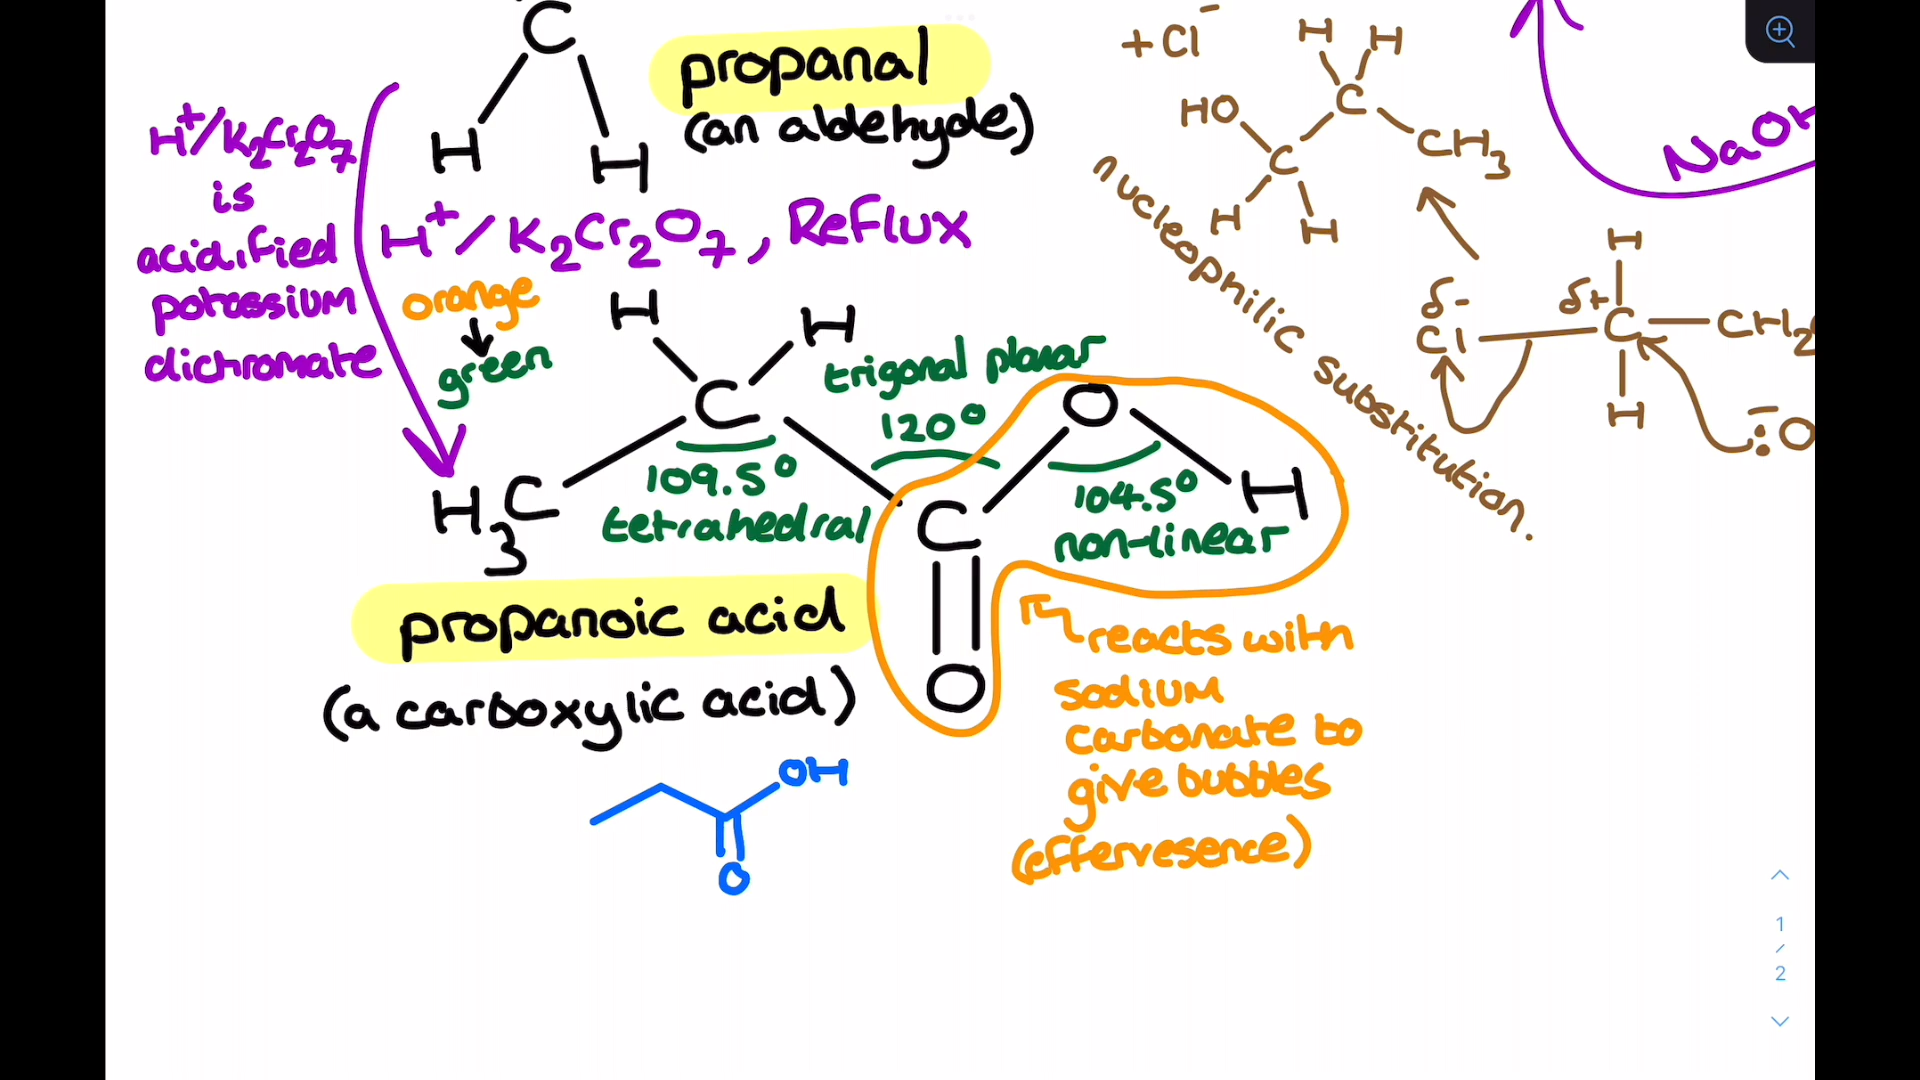 C
H H
propanal
(an aldehyde)
H⁺/K₂Cr₂O₇
is
acidified
potassium
dichromate
H⁺/K₂Cr₂O₇, Reflux
orange
green
H H
C
H₃C
109.5°
tetrahedral
trigonal planar
120°
O
H
C
O
104.5°
non-linear
propanoic acid
(a carboxylic acid)
OH
O
reacts with
sodium
carbonate to
give bubbles
(effervesence)
+ Cl⁻
H H
HO C
C CH₃
H H
nucleophilic substitution.
NaOH
H
δ- δ+
Cl C CH₂
H
:O
1
/
2